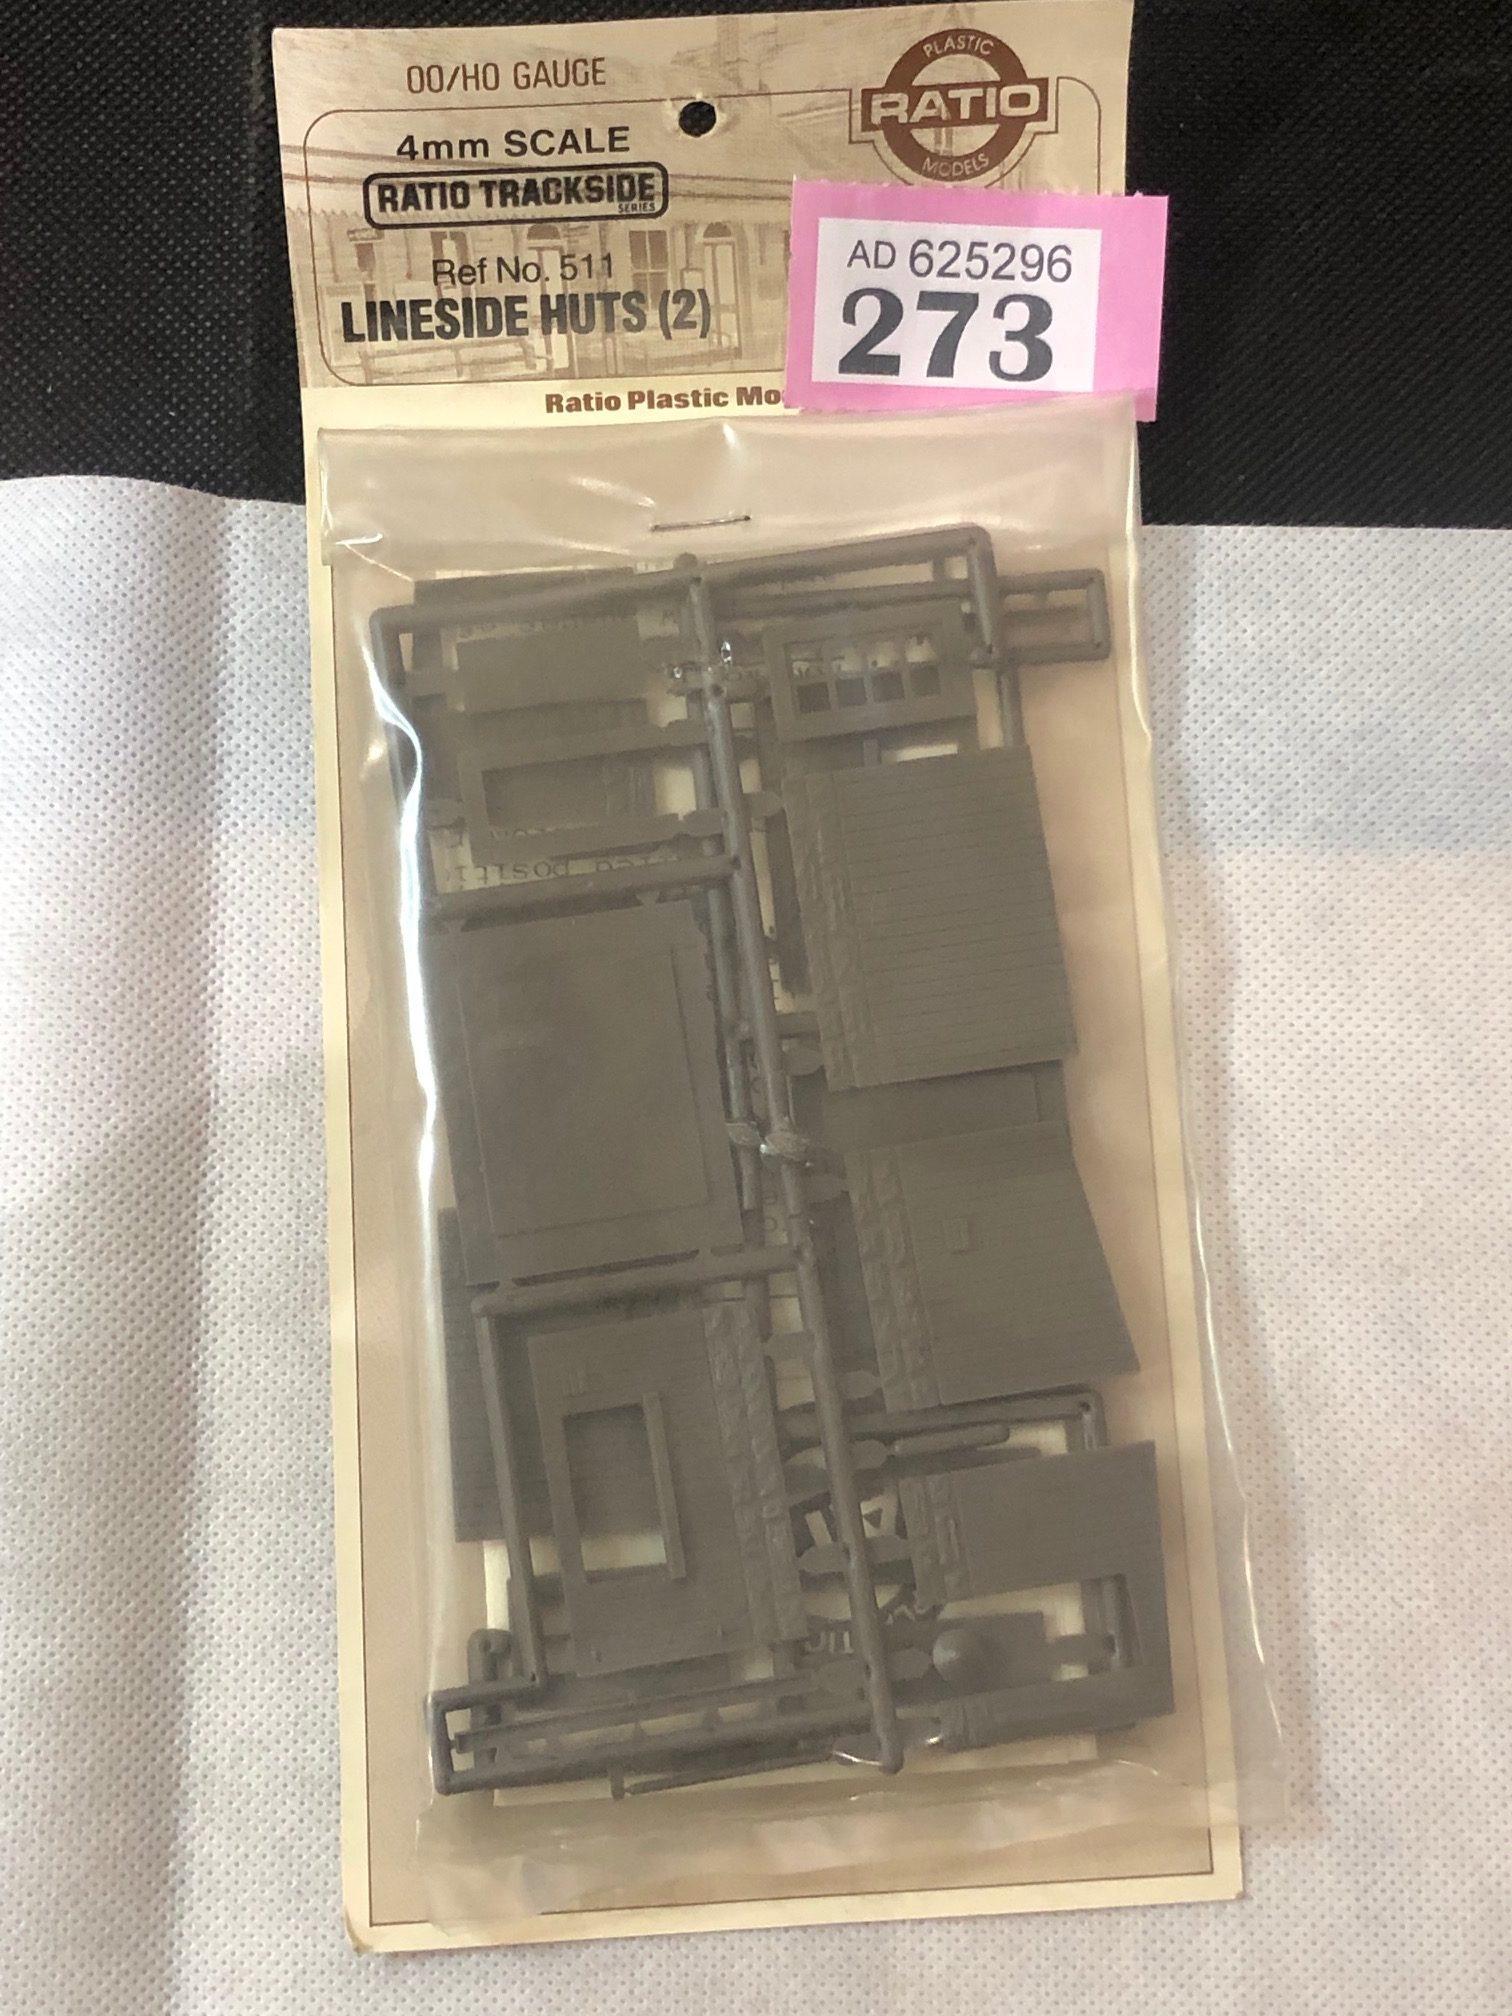 OO/HO GAUGE
4mm SCALE
RATIO TRACKSIDE
SERIES
Ref No. 511
LINESIDE HUTS (2)
PLASTIC
RATIO
MODELS
AD 625296
273
Ratio Plastic Mo